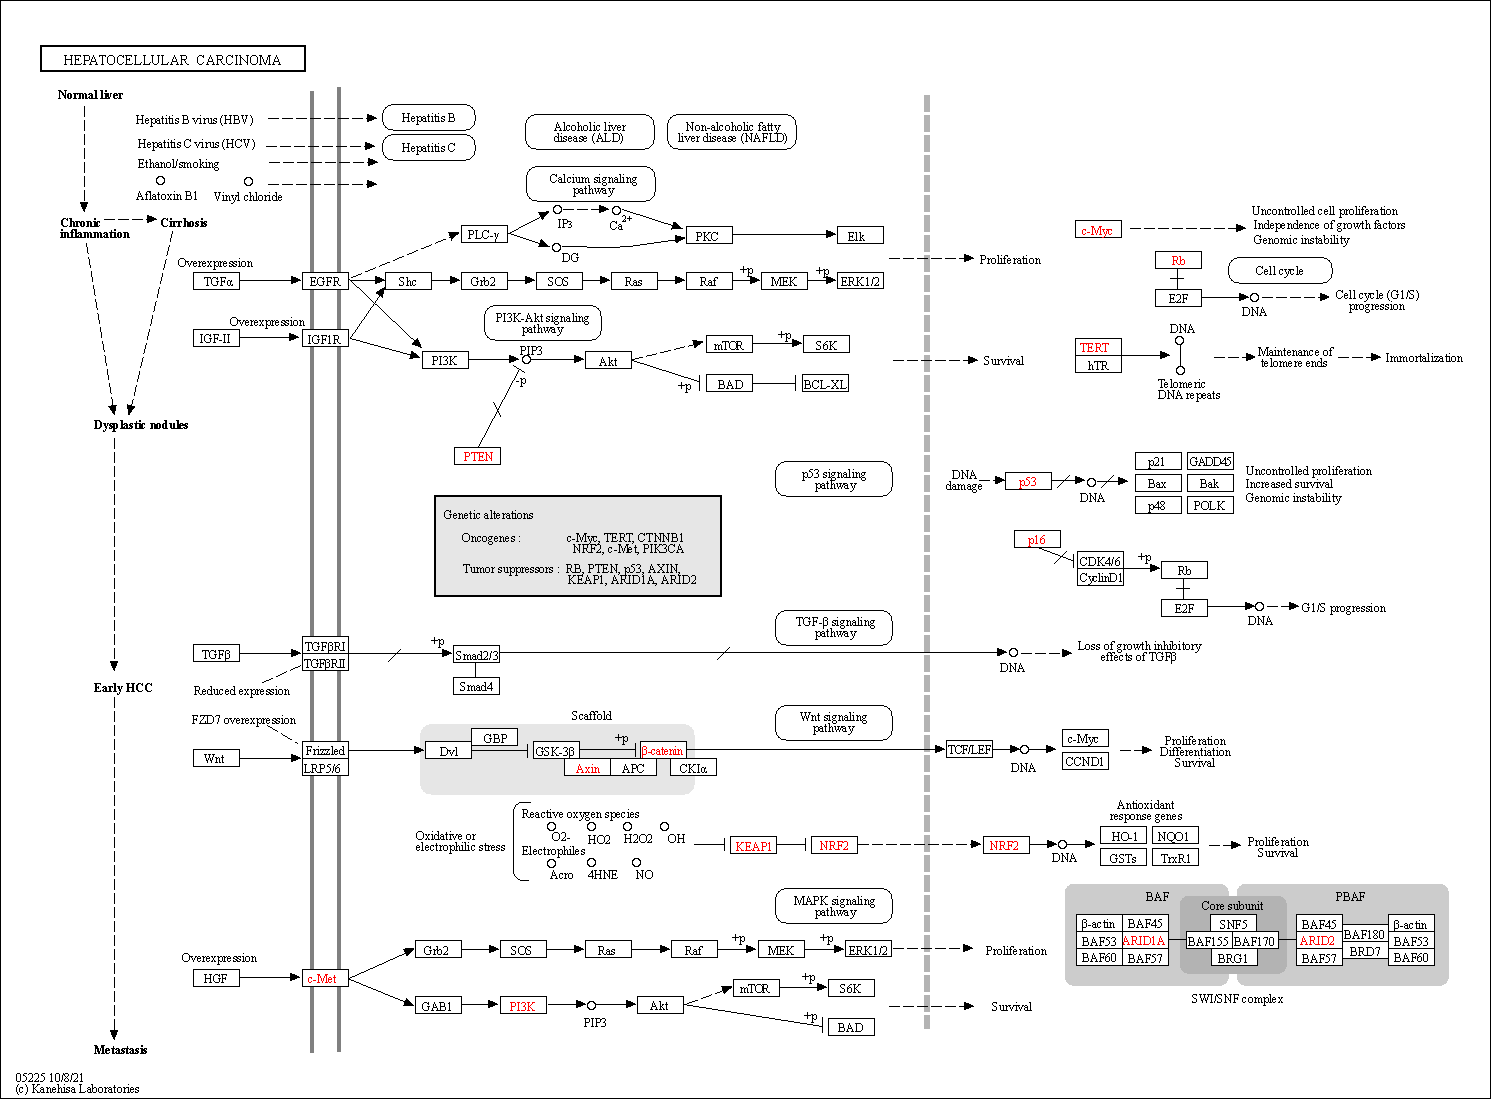 HEPATOCELLULAR CARCINOMA
Normal liver
Hepatitis B virus (HBV)
Hepatitis B
Hepatitis C virus (HCV)
Hepatitis C
Ethanol/smoking
Aflatoxin B1
Vinyl chloride
Alcoholic liver
disease (ALD)
Non-alcoholic fatty
liver disease (NAFLD)
Chronic
inflammation
Cirrhosis
Calcium signaling
pathway
IP3
Ca2+
PLC-γ
DG
PKC
Elk
Overexpression
TGFα
EGFR
Shc
Grb2
SOS
Ras
Raf
+p
MEK
+p
ERK1/2
Proliferation
Overexpression
IGF-II
IGF1R
PI3K-Akt signaling
pathway
PI3K
PIP3
-p
Akt
mTOR
+p
S6K
+p
BAD
BCL-XL
Survival
PTEN
c-Myc
Uncontrolled cell proliferation
Independence of growth factors
Genomic instability
Rb
E2F
Cell cycle
DNA
Cell cycle (G1/S)
progression
TERT
hTR
DNA
Telomeric
DNA repeats
Maintenance of
telomere ends
Immortalization
Dysplastic nodules
p53 signaling
pathway
DNA
damage
p53
DNA
p21
GADD45
Bax
Bak
p48
POLK
Uncontrolled proliferation
Increased survival
Genomic instability
Genetic alterations
Oncogenes :
c-Myc, TERT, CTNNB1
NRF2, c-Met, PIK3CA
Tumor suppressors :
RB, PTEN, p53, AXIN,
KEAP1, ARID1A, ARID2
p16
CDK4/6
CyclinD1
+p
Rb
E2F
DNA
G1/S progression
TGF-β signaling
pathway
TGFβ
TGFβRI
TGFβRII
+p
Smad2/3
Smad4
DNA
Loss of growth inhibitory
effects of TGFβ
Early HCC
Reduced expression
FZD7 overexpression
Wnt
Frizzled
LRP5/6
Scaffold
Dvl
GBP
GSK-3β
+p
β-catenin
Axin
APC
CKIα
Wnt signaling
pathway
TCF/LEF
DNA
c-Myc
CCND1
Proliferation
Differentiation
Survival
Oxidative or
electrophilic stress
Reactive oxygen species
O2-
HO2
H2O2
OH
Electrophiles
Acro
4HNE
NO
KEAP1
NRF2
NRF2
DNA
Antioxidant
response genes
HO-1
NQO1
GSTs
TrxR1
Proliferation
Survival
MAPK signaling
pathway
Overexpression
HGF
c-Met
Grb2
SOS
Ras
Raf
+p
MEK
+p
ERK1/2
Proliferation
GAB1
PI3K
PIP3
Akt
mTOR
+p
S6K
+p
BAD
Survival
BAF
PBAF
Core subunit
β-actin
BAF45
SNF5
BAF45
β-actin
BAF53
ARID1A
BAF155
BAF170
ARID2
BAF180
BAF53
BAF60
BAF57
BRG1
BAF57
BRD7
BAF60
SWI/SNF complex
Metastasis
05225 10/8/21
(c) Kanehisa Laboratories